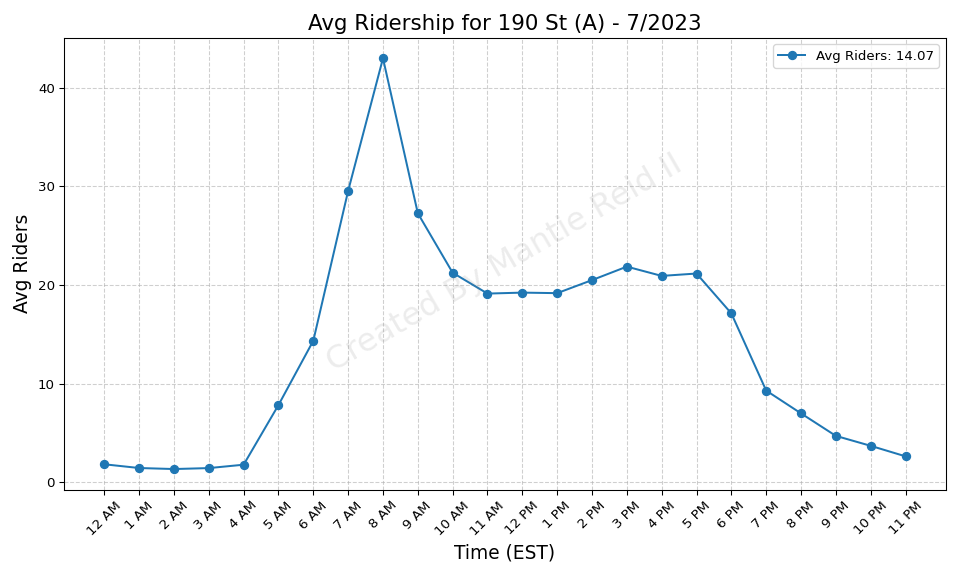 Avg Ridership for 190 St (A) - 7/2023
Avg Riders: 14.07
40
30
20
10
0
Avg Riders
Created By Mantie Reid II
12 AM
1 AM
2 AM
3 AM
4 AM
5 AM
6 AM
7 AM
8 AM
9 AM
10 AM
11 AM
12 PM
1 PM
2 PM
3 PM
4 PM
5 PM
6 PM
7 PM
8 PM
9 PM
10 PM
11 PM
Time (EST)